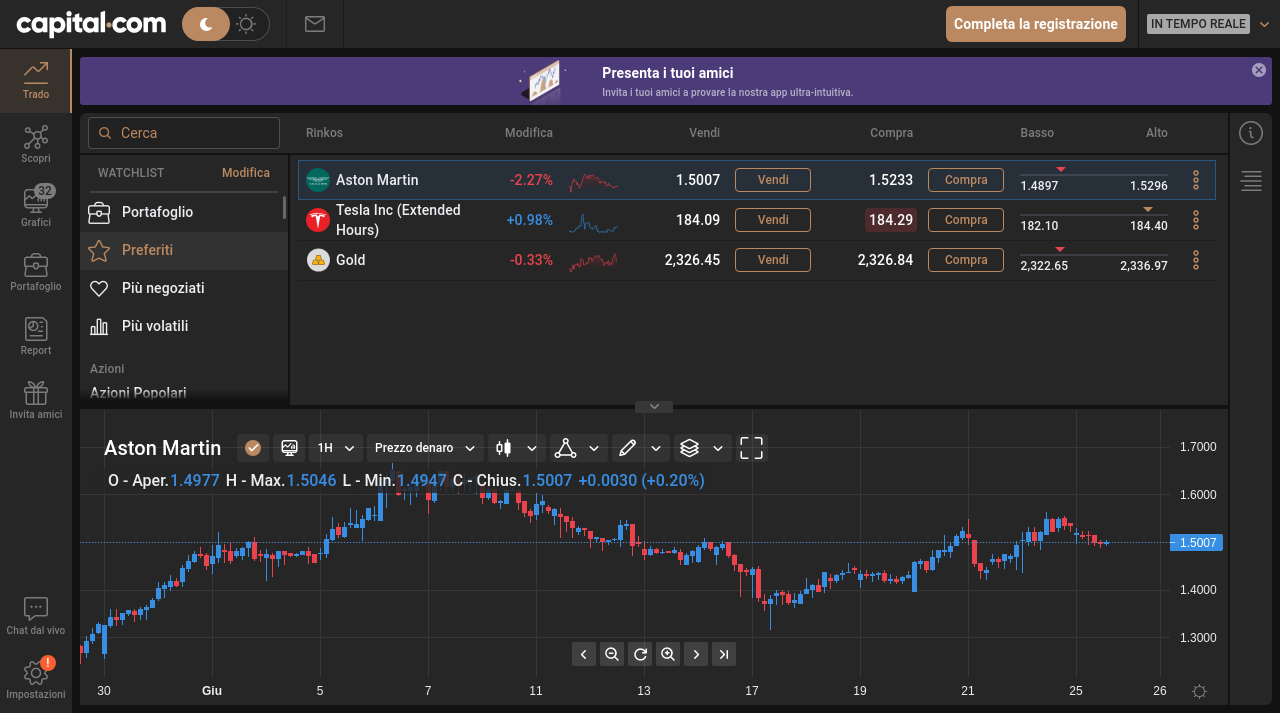 capital.com
Completa la registrazione
IN TEMPO REALE
Trado
Scopri
32
Grafici
Portafoglio
Report
Invita amici
Chat dal vivo
!
Impostazioni
Presenta i tuoi amici
Invita i tuoi amici a provare la nostra app ultra-intuitiva.
Cerca
WATCHLIST Modifica
Portafoglio
Preferiti
Più negoziati
Più volatili
Azioni
Azioni Popolari
Rinkos Modifica Vendi Compra Basso Alto
Aston Martin -2.27% 1.5007 Vendi 1.5233 Compra 1.4897 1.5296
Tesla Inc (Extended
Hours) +0.98% 184.09 Vendi 184.29 Compra 182.10 184.40
Gold -0.33% 2,326.45 Vendi 2,326.84 Compra 2,322.65 2,336.97
Aston Martin 1H Prezzo denaro
O - Aper. 1.4977 H - Max. 1.5046 L - Min. 1.4947 C - Chius. 1.5007 +0.0030 (+0.20%)
1.7000
1.6000
1.5007
1.4000
1.3000
30 Giu 5 7 11 13 17 19 21 25 26